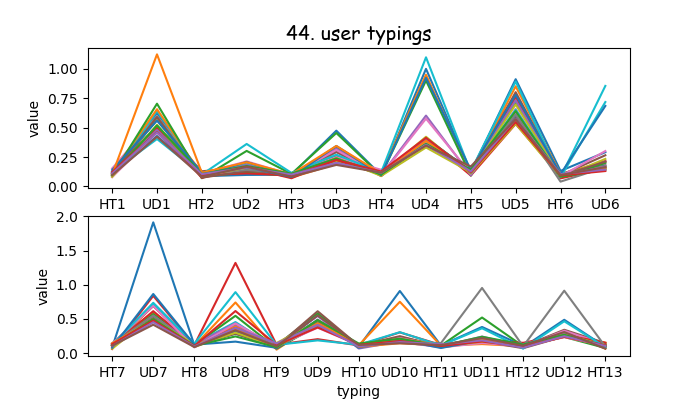 44. user typings
1.00
0.75
0.50
0.25
0.00
value
HT1 UD1 HT2 UD2 HT3 UD3 HT4 UD4 HT5 UD5 HT6 UD6
2.0
1.5
1.0
0.5
0.0
value
HT7 UD7 HT8 UD8 HT9 UD9 HT10 UD10 HT11 UD11 HT12 UD12 HT13
typing